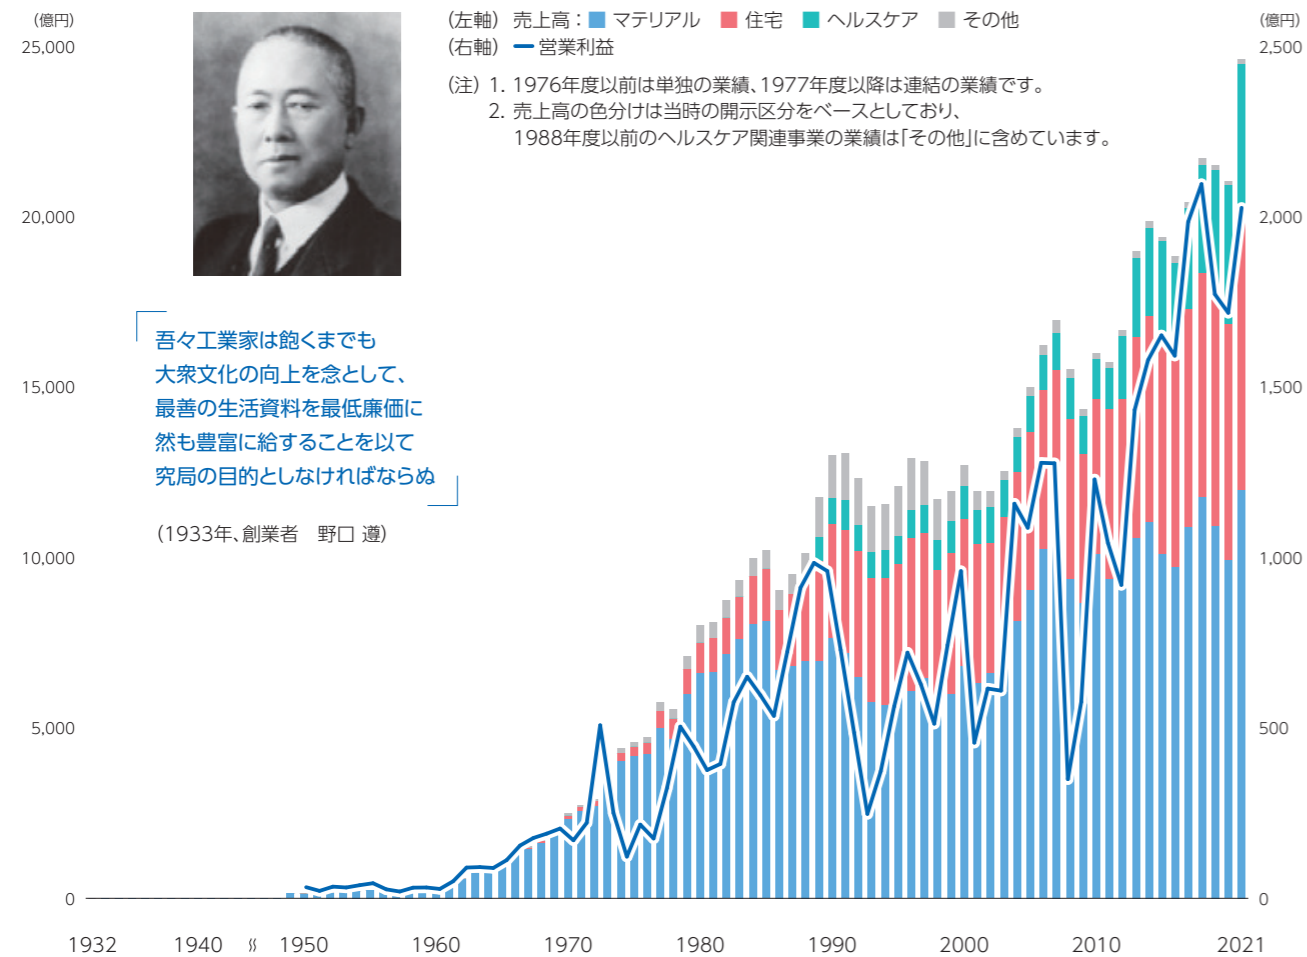 (億円)
25,000
20,000
15,000
10,000
5,000
0
(左軸) 売上高: マテリアル 住宅 ヘルスケア その他
(右軸) 営業利益
(注) 1. 1976年度以前は単独の業績、1977年度以降は連結の業績です。
2. 売上高の色分けは当時の開示区分をベースとしており、
1988年度以前のヘルスケア関連事業の業績は「その他」に含めています。
吾々工業家は飽くまでも
大衆文化の向上を念として、
最善の生活資料を最低廉価に
然も豊富に給することを以て
究局の目的としなければならぬ
(1933年、創業者 野口 遵)
(億円)
2,500
2,000
1,500
1,000
500
0
1932 1940 1950 1960 1970 1980 1990 2000 2010 2021